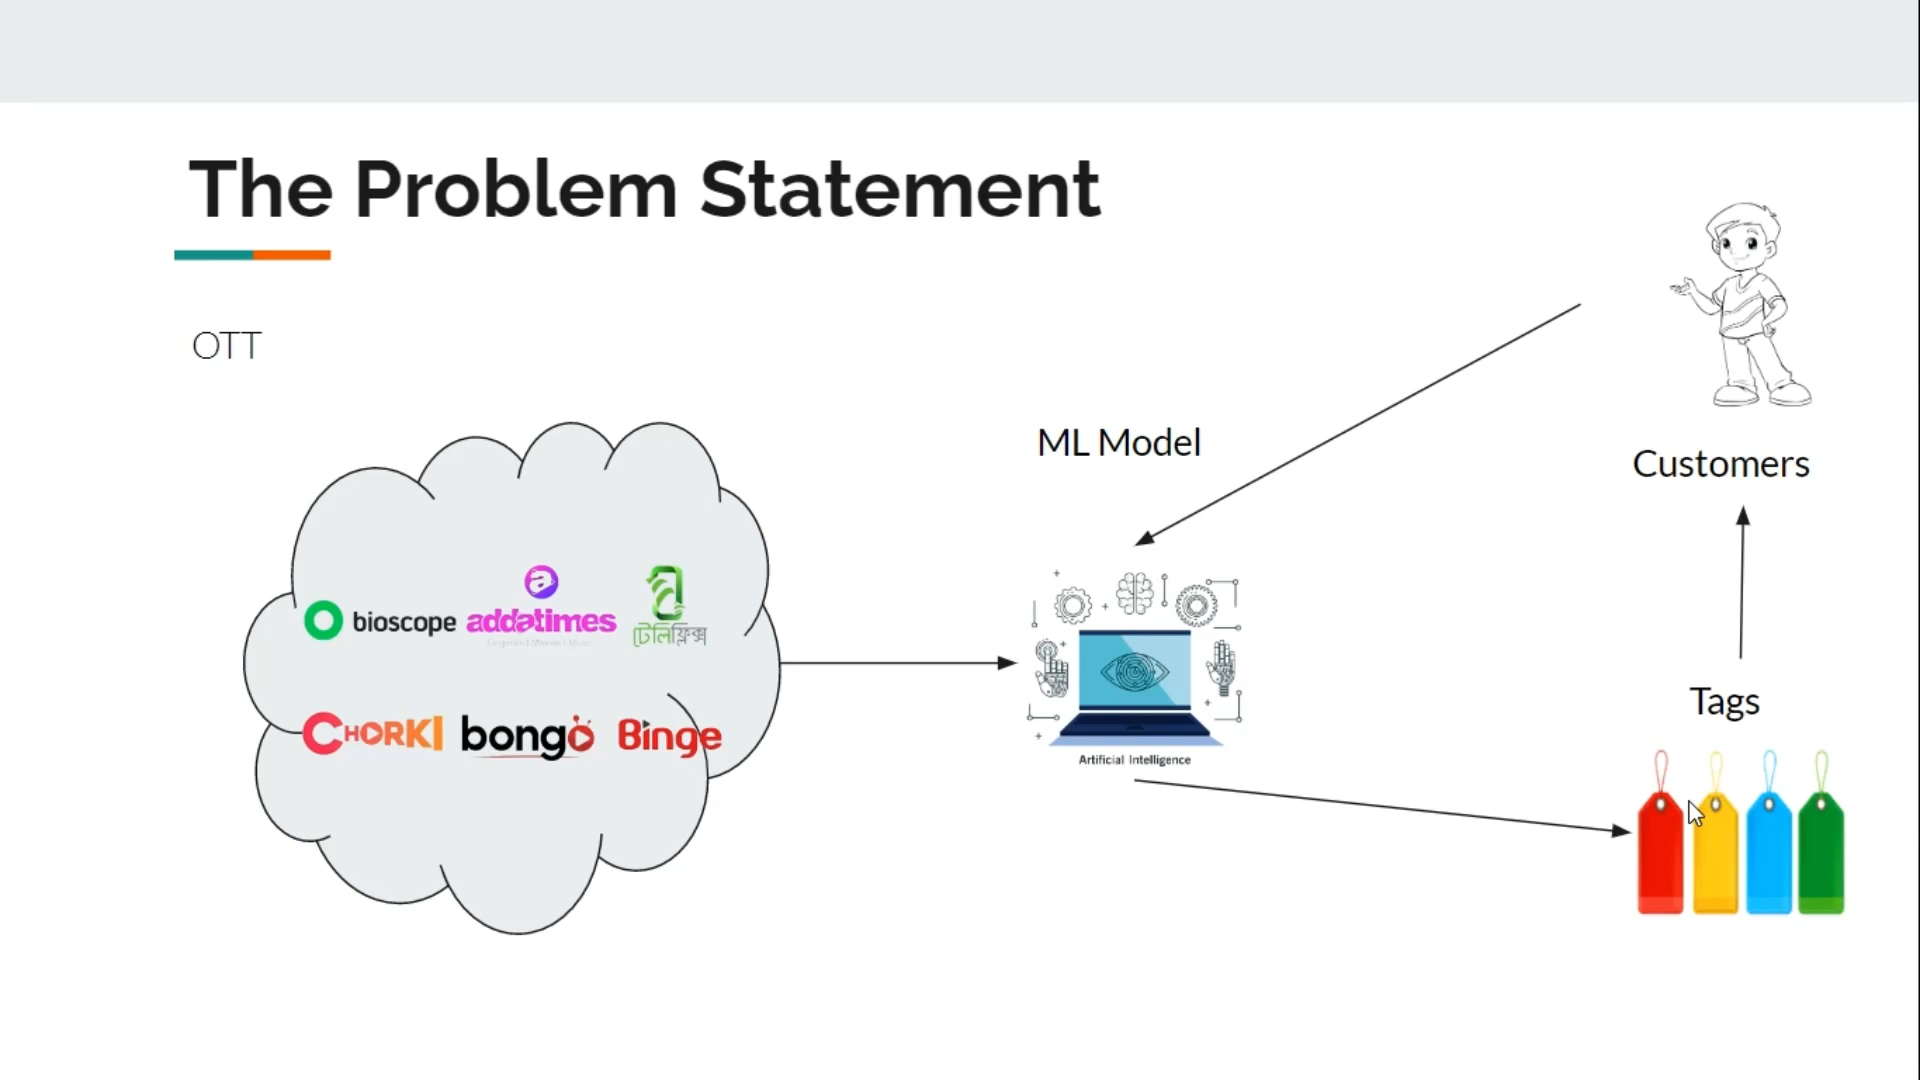 The Problem Statement
OTT
ML Model
Customers
bioscope
addatimes
টেলিফ্লিক্স
CHORKI
bongo
Binge
Artificial Intelligence
Tags